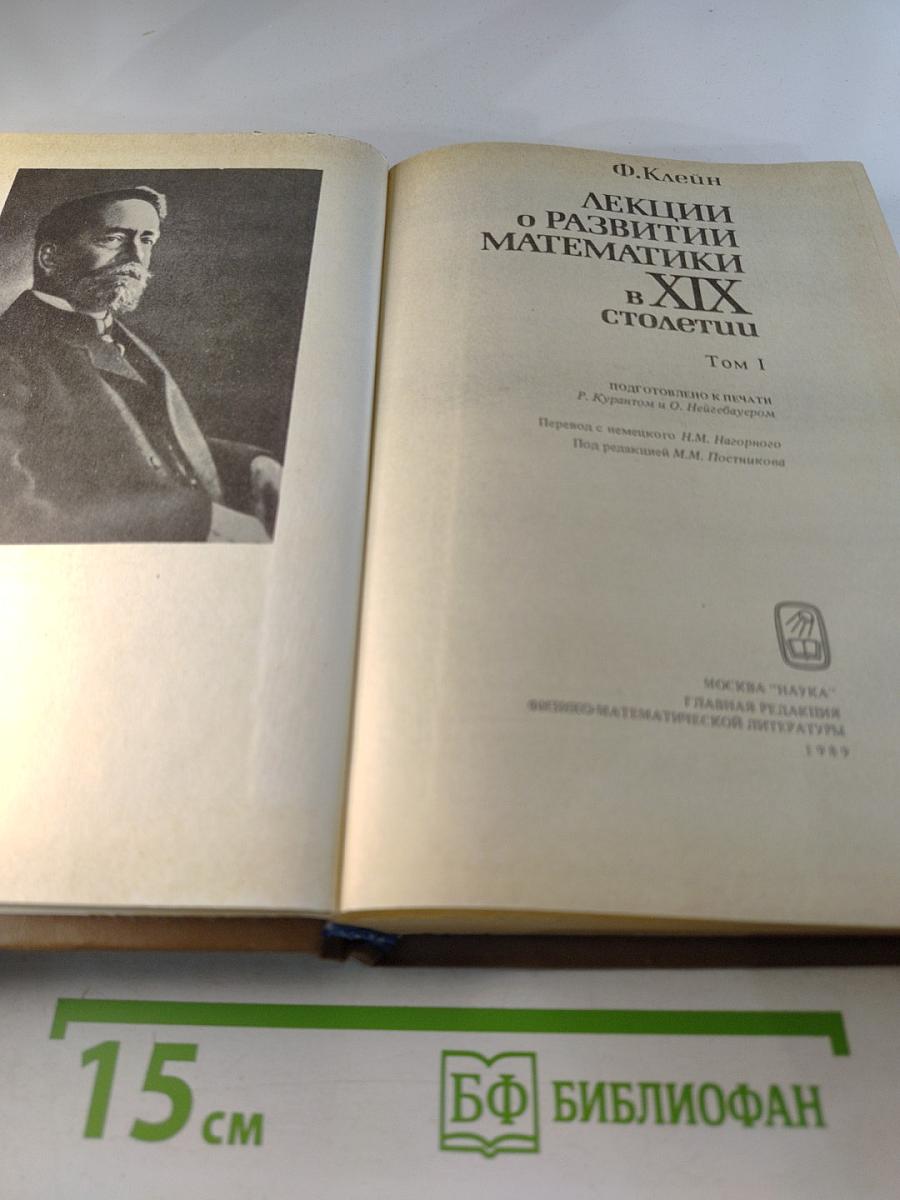 Ф. Клейн
ЛЕКЦИИ
о РАЗВИТИИ
МАТЕМАТИКИ
в XIX
столетии
Том I
ПОДГОТОВЛЕНО К ПЕЧАТИ
Р. Курантом и О. Нейгебауером
Перевод с немецкого Н.М. Нагорного
Под редакцией М.М. Постникова
МОСКВА "НАУКА"
ГЛАВНАЯ РЕДАКЦИЯ
ФИЗИКО-МАТЕМАТИЧЕСКОЙ ЛИТЕРАТУРЫ
1989
15 см
БФ БИБЛИОФАН